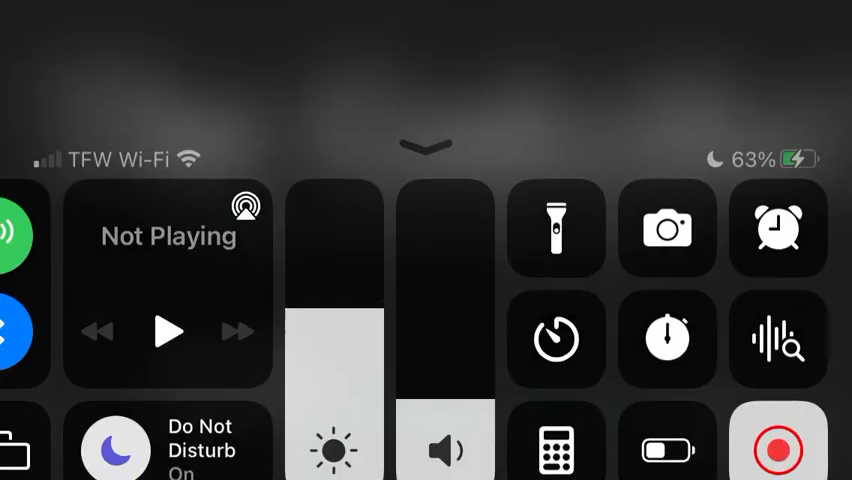 TFW Wi-Fi
63%
Not Playing
Do Not
Disturb
On